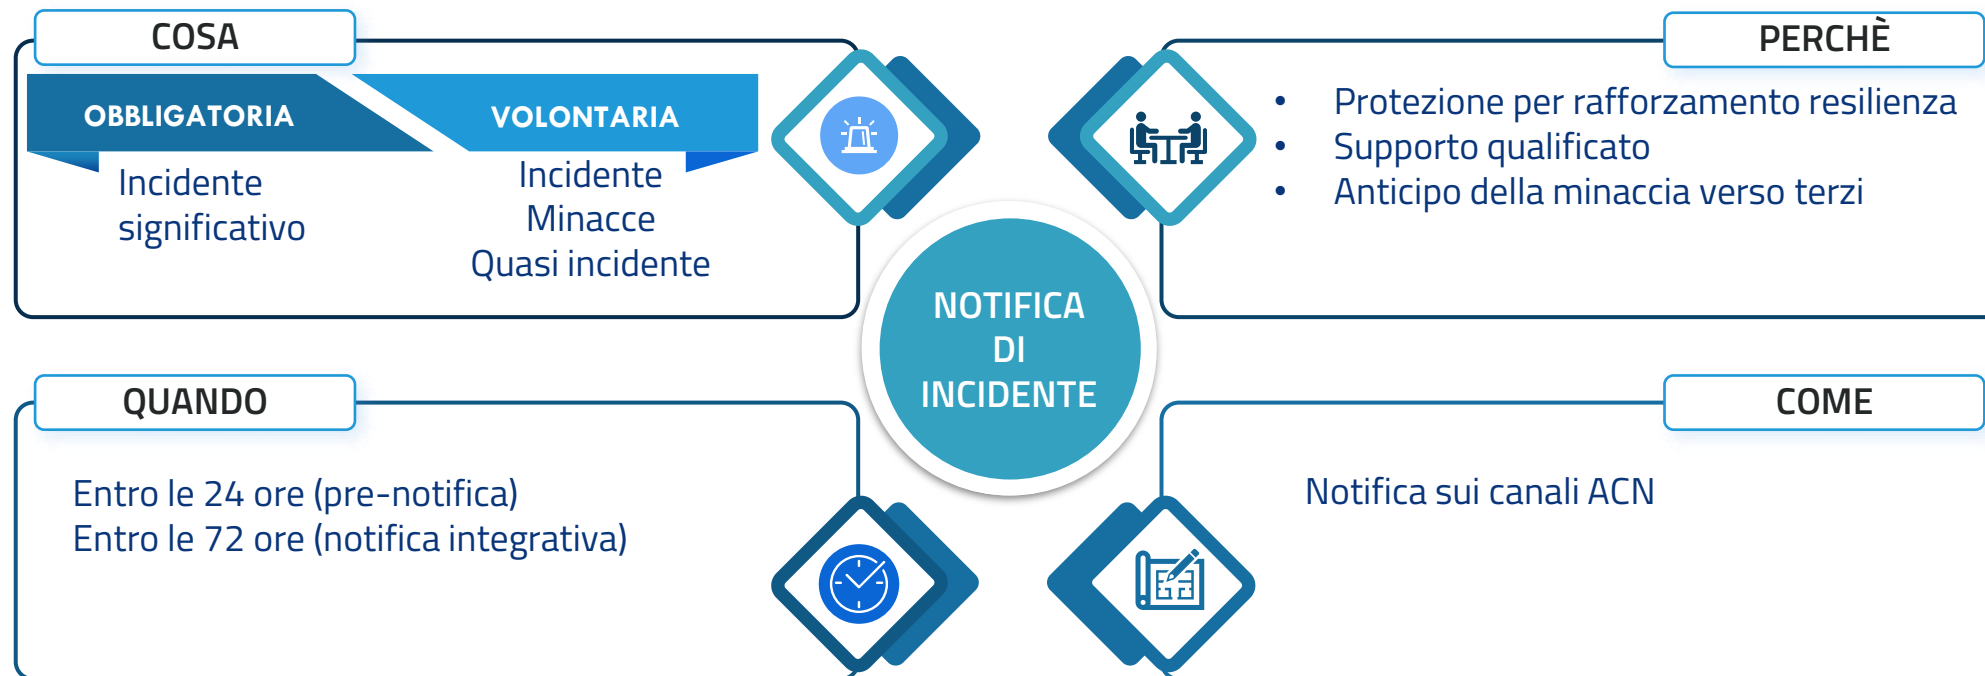 COSA
OBBLIGATORIA
VOLONTARIA
Incidente
significativo
Incidente
Minacce
Quasi incidente
PERCHÈ
• Protezione per rafforzamento resilienza
• Supporto qualificato
• Anticipo della minaccia verso terzi
NOTIFICA
DI
INCIDENTE
QUANDO
Entro le 24 ore (pre-notifica)
Entro le 72 ore (notifica integrativa)
COME
Notifica sui canali ACN